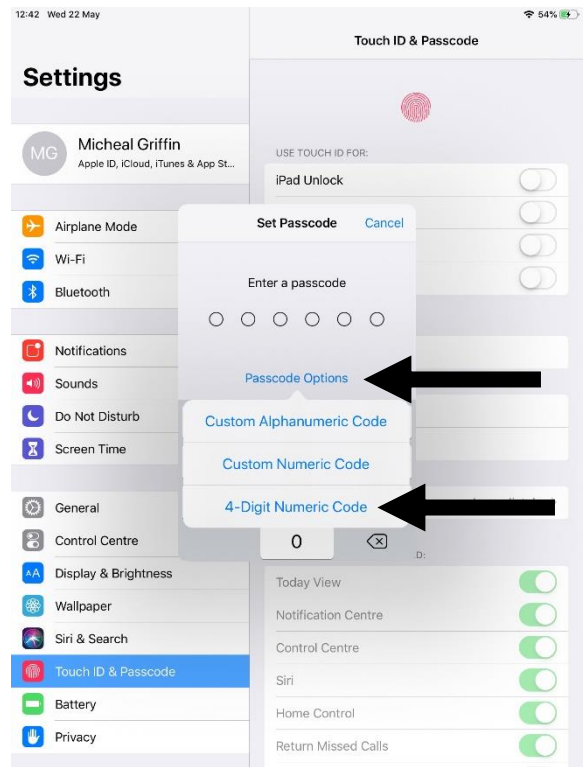 12:42 Wed 22 May
54%
Settings
MG
Micheal Griffin
Apple ID, iCloud, iTunes & App St...
Airplane Mode
Wi-Fi
Bluetooth
Notifications
Sounds
Do Not Disturb
Screen Time
General
Control Centre
AA Display & Brightness
Wallpaper
Siri & Search
Touch ID & Passcode
Battery
Privacy
Touch ID & Passcode
USE TOUCH ID FOR:
iPad Unlock
Set Passcode Cancel
Enter a passcode
Passcode Options
Custom Alphanumeric Code
Custom Numeric Code
4-Digit Numeric Code
0
D:
Today View
Notification Centre
Control Centre
Siri
Home Control
Return Missed Calls